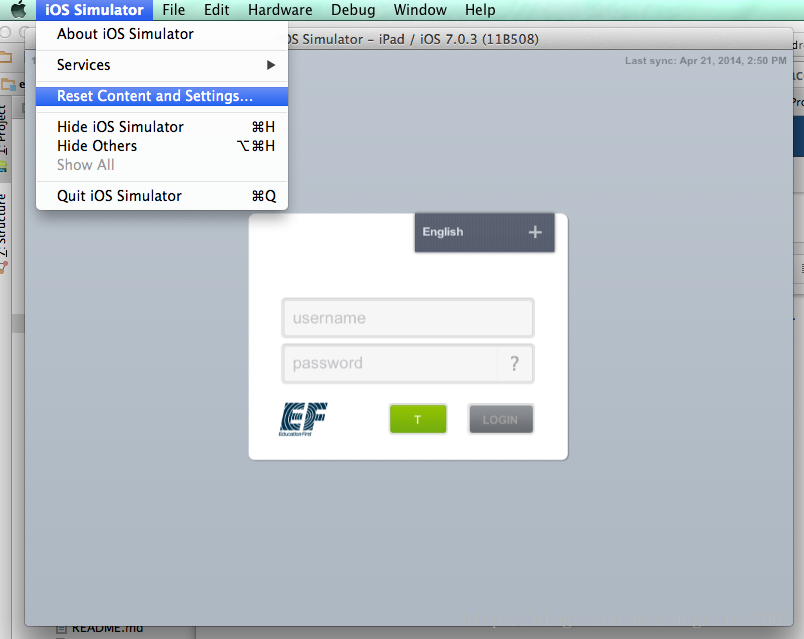 iOS Simulator File Edit Hardware Debug Window Help
About iOS Simulator
Services
Reset Content and Settings...
Hide iOS Simulator ⌘H
Hide Others ⌥⌘H
Show All
Quit iOS Simulator ⌘Q
OS Simulator – iPad / iOS 7.0.3 (11B508)
Last sync: Apr 21, 2014, 2:50 PM
1: Project
Z: Structure
English +
username
password ?
EF
Education First
T
LOGIN
README.md